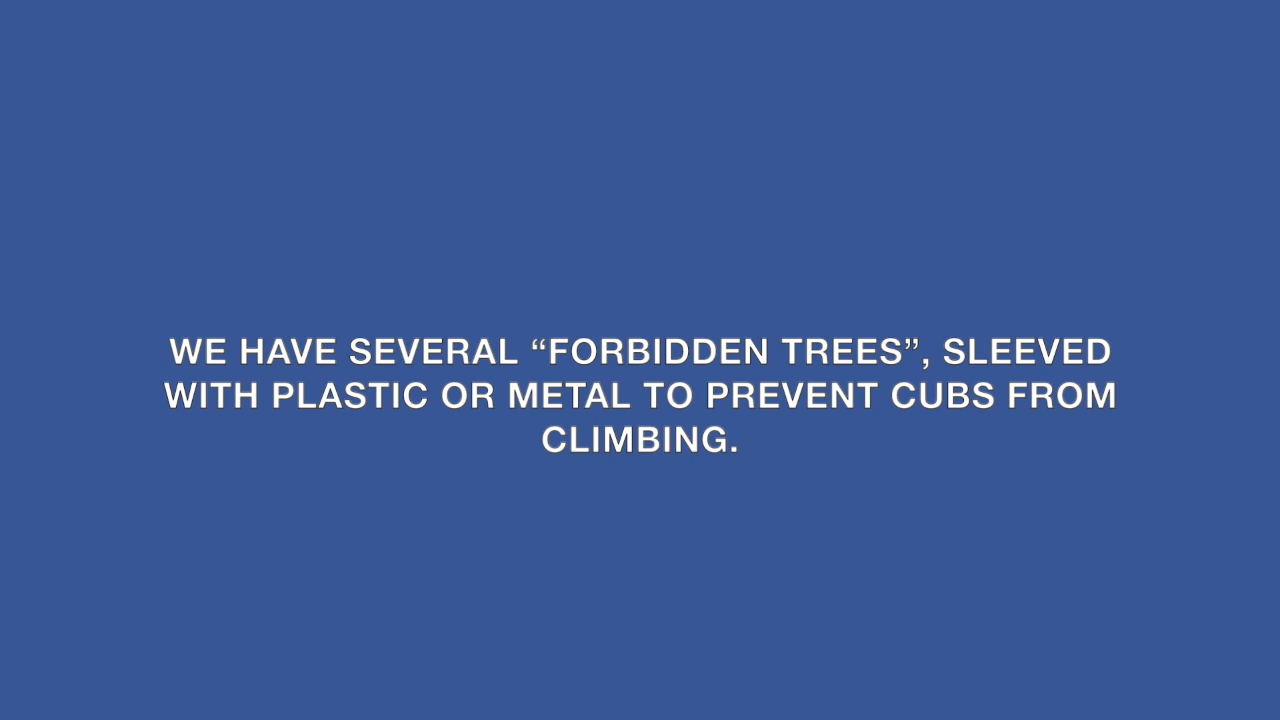 WE HAVE SEVERAL “FORBIDDEN TREES”, SLEEVED
WITH PLASTIC OR METAL TO PREVENT CUBS FROM
CLIMBING.